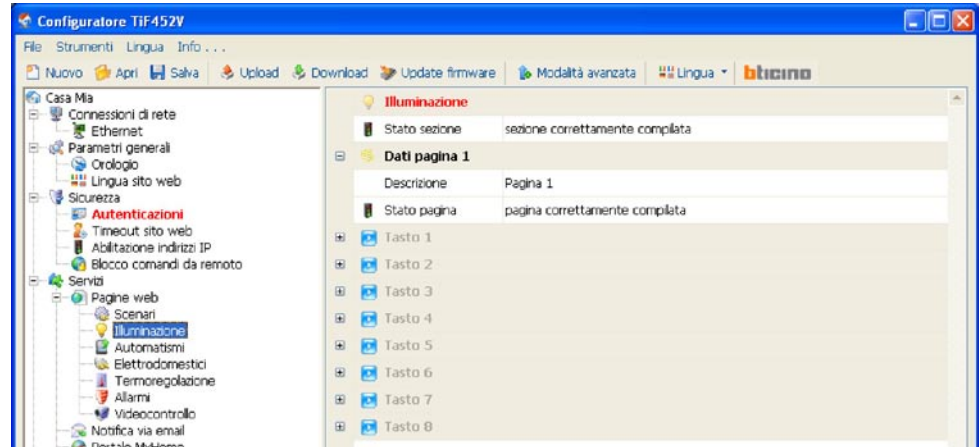 Configuratore TiF452V
File Strumenti Lingua Info . . .
Nuovo Apri Salva Upload Download Update firmware Modalità avanzata Lingua bticino
Casa Mia
Connessioni di rete
Ethernet
Parametri generali
Orologio
Lingua sito web
Sicurezza
Autenticazioni
Timeout sito web
Abilitazione indirizzi IP
Blocco comandi da remoto
Servizi
Pagine web
Scenari
Illuminazione
Automatismi
Elettrodomestici
Termoregolazione
Allarmi
Videocontrollo
Notifica via email
Portale MyHome
Illuminazione
Stato sezione sezione correttamente compilata
Dati pagina 1
Descrizione Pagina 1
Stato pagina pagina correttamente compilata
Tasto 1
Tasto 2
Tasto 3
Tasto 4
Tasto 5
Tasto 6
Tasto 7
Tasto 8